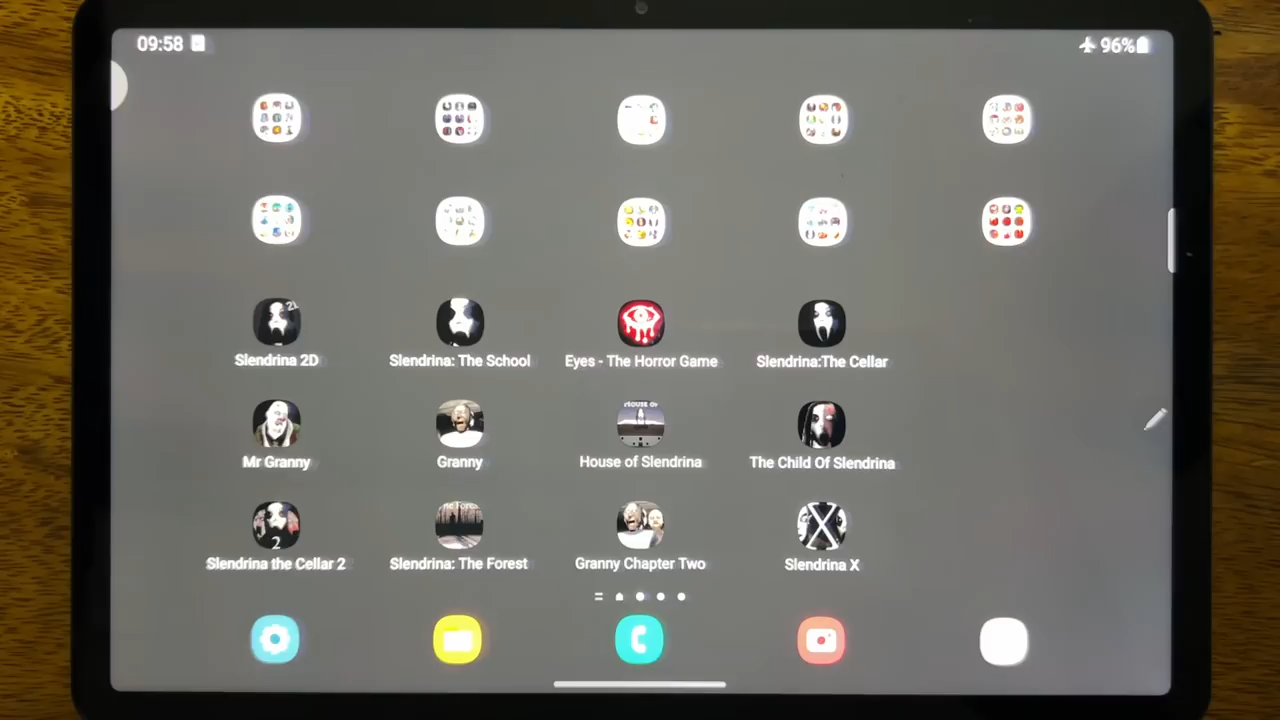 09:58
96%
Slendrina 2D
Slendrina: The School
Eyes - The Horror Game
Slendrina:The Cellar
Mr Granny
Granny
House of Slendrina
The Child Of Slendrina
2
Slendrina the Cellar 2
Slendrina: The Forest
Granny Chapter Two
X
Slendrina X